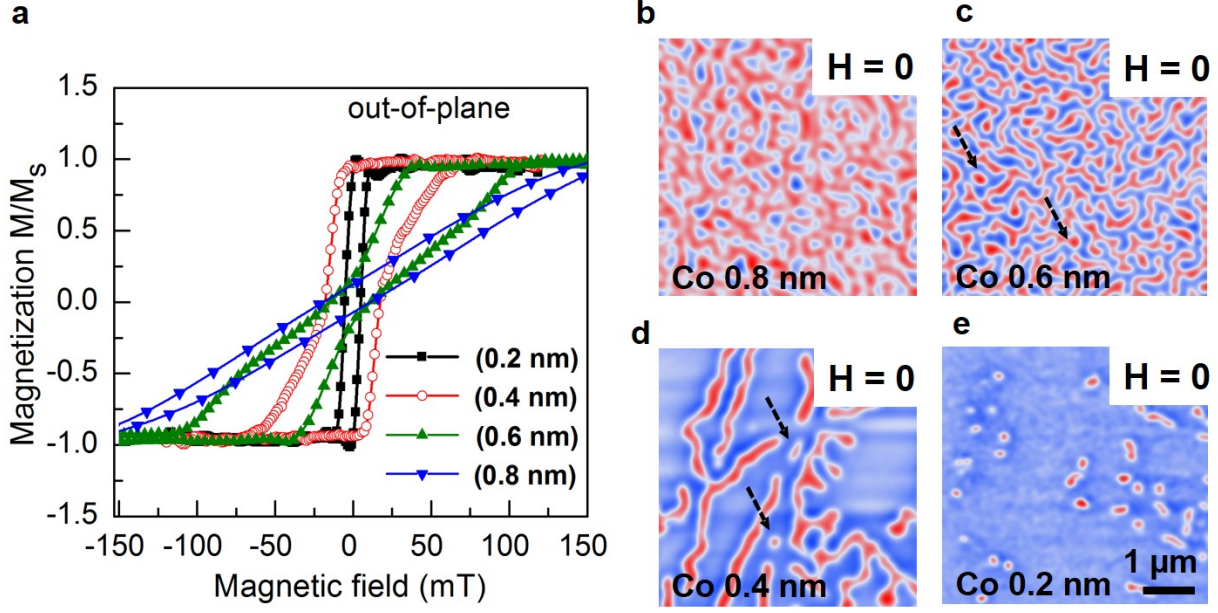 a
out-of-plane
Magnetization M/Ms
1.5
1.0
0.5
0.0
-0.5
-1.0
-1.5
(0.2 nm)
(0.4 nm)
(0.6 nm)
(0.8 nm)
-150 -100 -50 0 50 100 150
Magnetic field (mT)
b
H = 0
Co 0.8 nm
c
H = 0
Co 0.6 nm
d
H = 0
Co 0.4 nm
e
H = 0
Co 0.2 nm
1 µm